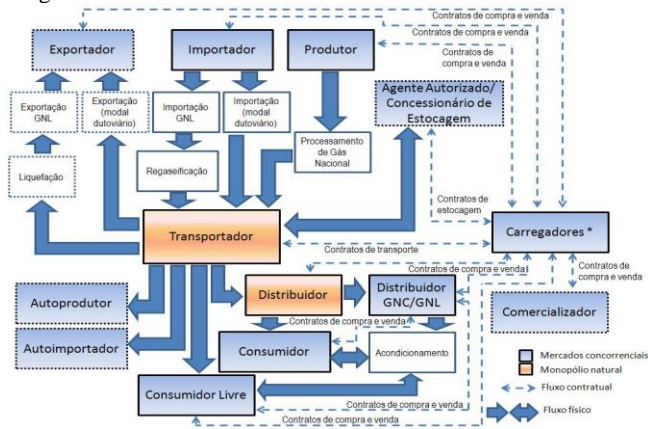 Contratos de compra e venda
Contratos de compra e venda
Contratos de
compra e venda
Exportador
Importador
Produtor
Agente Autorizado/
Concessionário de
Estocagem
Exportação
GNL
Exportação
(modal
dutoviário)
Importação
GNL
Importação
(modal
dutoviário)
Processamento
de Gás
Nacional
Liquefação
Regaseificação
Contratos de
estocagem
Transportador
Contratos de transporte
Carregadores *
Contratos de
compra e venda
Contratos de
compra e venda
Autoprodutor
Distribuidor
Distribuidor
GNC/GNL
Comercializador
Contratos de compra e venda
Autoimportador
Consumidor
Acondicionamento
Mercados concorrenciais
Monopólio natural
Fluxo contratual
Consumidor Livre
Contratos de compra e venda
Fluxo físico
Contratos de compra e venda